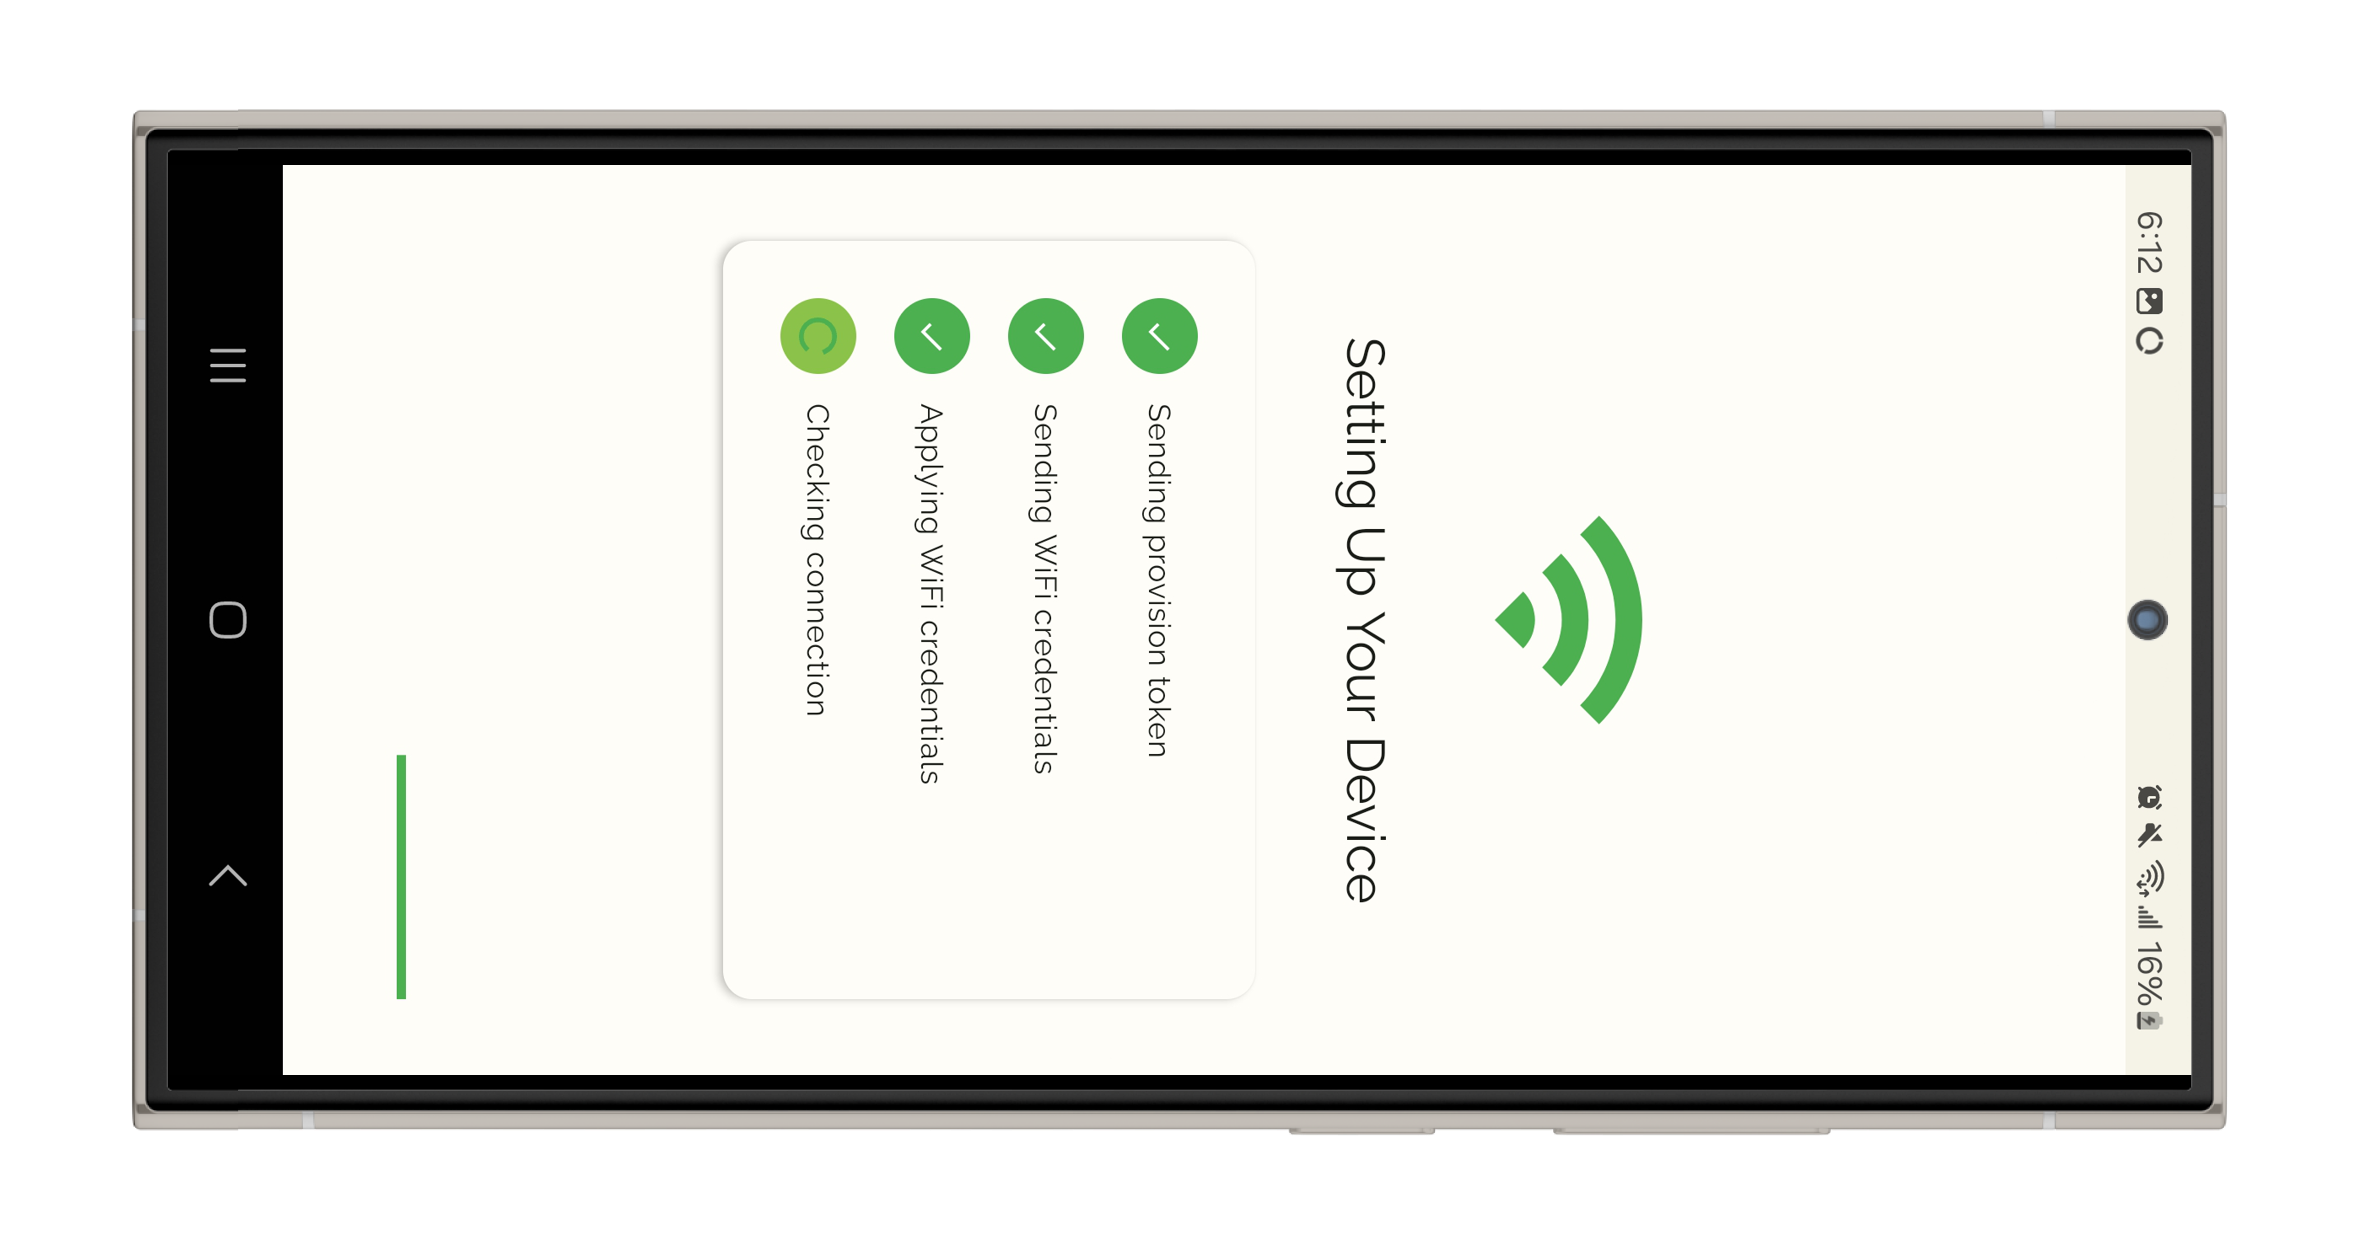 6:12
16%
Setting Up Your Device
Sending provision token
Sending WiFi credentials
Applying WiFi credentials
Checking connection